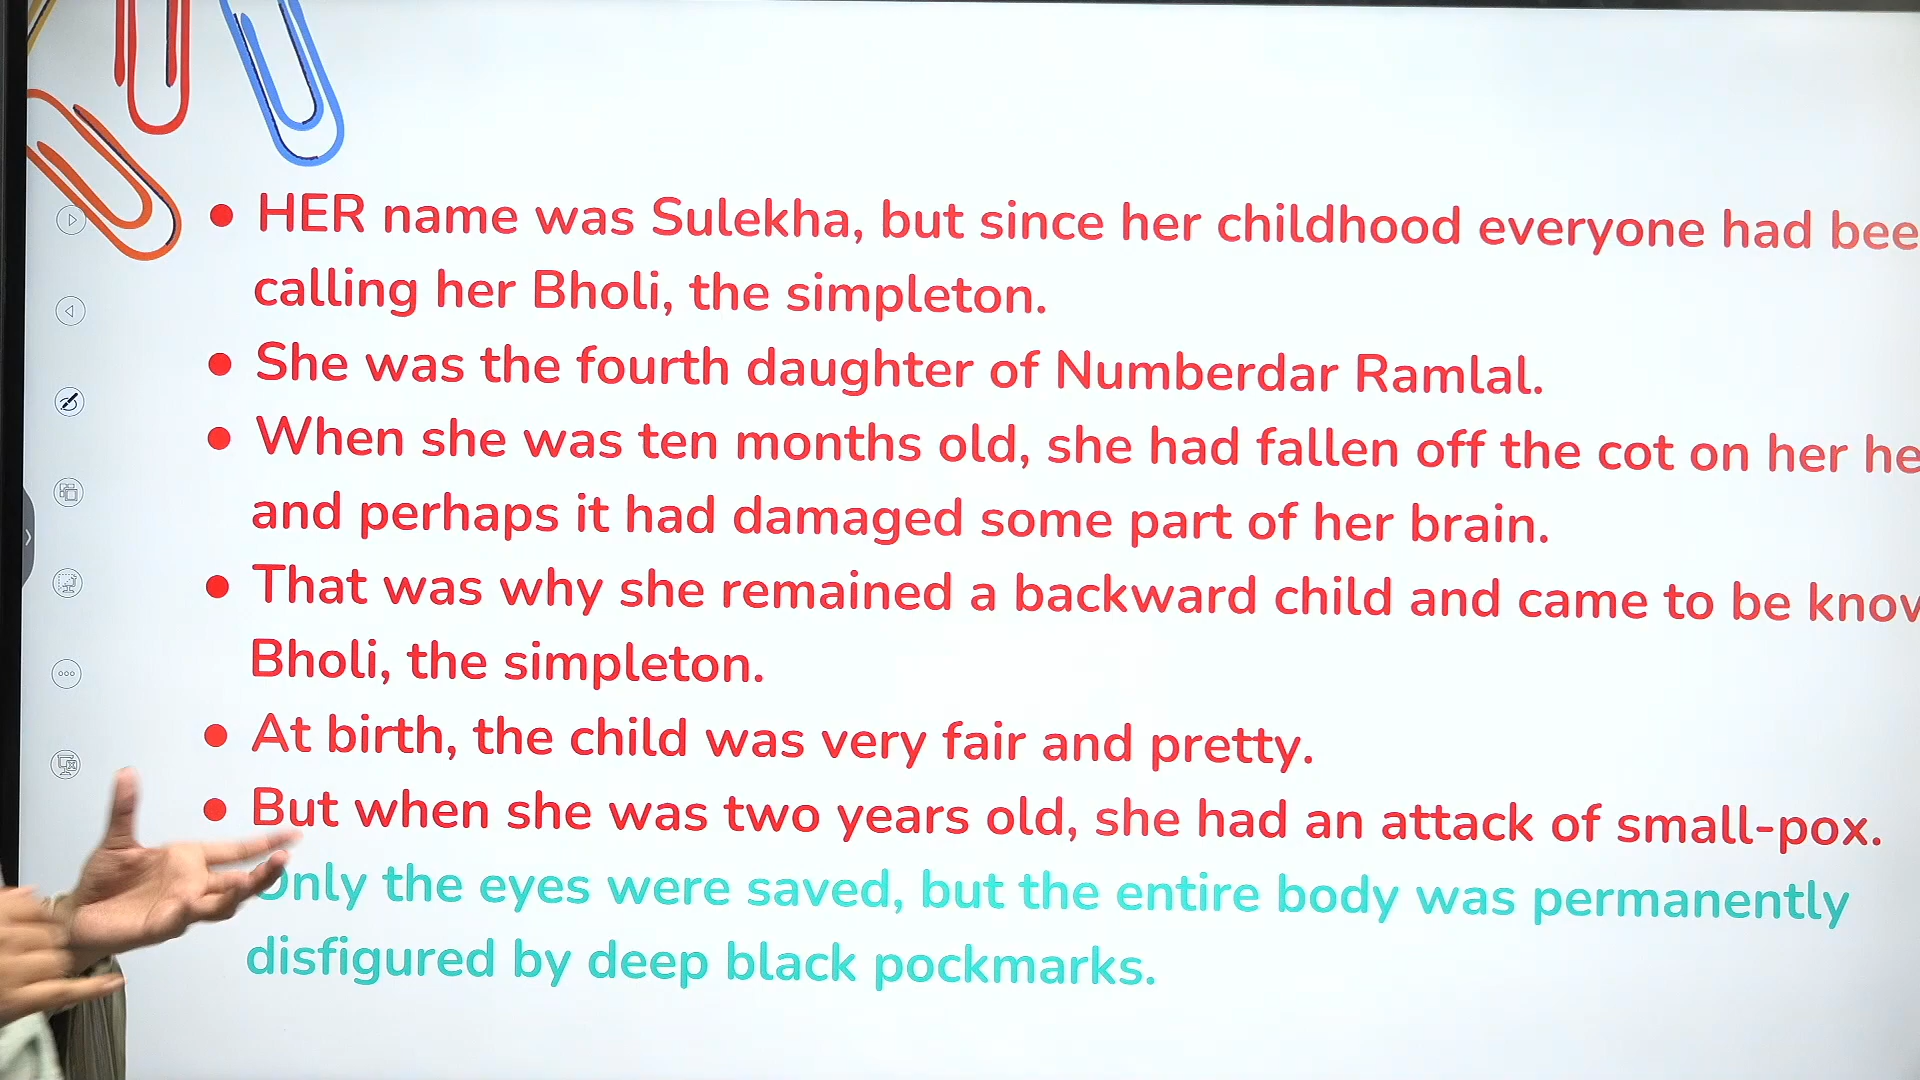 • HER name was Sulekha, but since her childhood everyone had bee
calling her Bholi, the simpleton.
• She was the fourth daughter of Numberdar Ramlal.
• When she was ten months old, she had fallen off the cot on her he
and perhaps it had damaged some part of her brain.
• That was why she remained a backward child and came to be know
Bholi, the simpleton.
• At birth, the child was very fair and pretty.
• But when she was two years old, she had an attack of small-pox.
Only the eyes were saved, but the entire body was permanently
disfigured by deep black pockmarks.